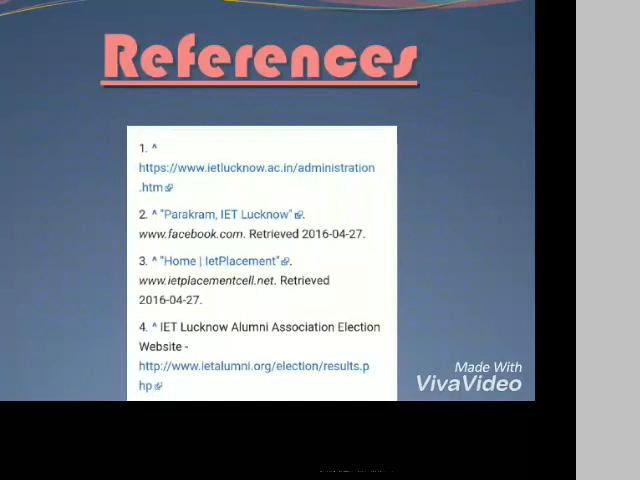 References
1. ^
https://www.ietlucknow.ac.in/administration
.htm
2. ^ "Parakram, IET Lucknow".
www.facebook.com. Retrieved 2016-04-27.
3. ^ "Home | IetPlacement".
www.ietplacementcell.net. Retrieved
2016-04-27.
4. ^ IET Lucknow Alumni Association Election
Website -
http://www.ietalumni.org/election/results.p
hp
Made With
VivaVideo